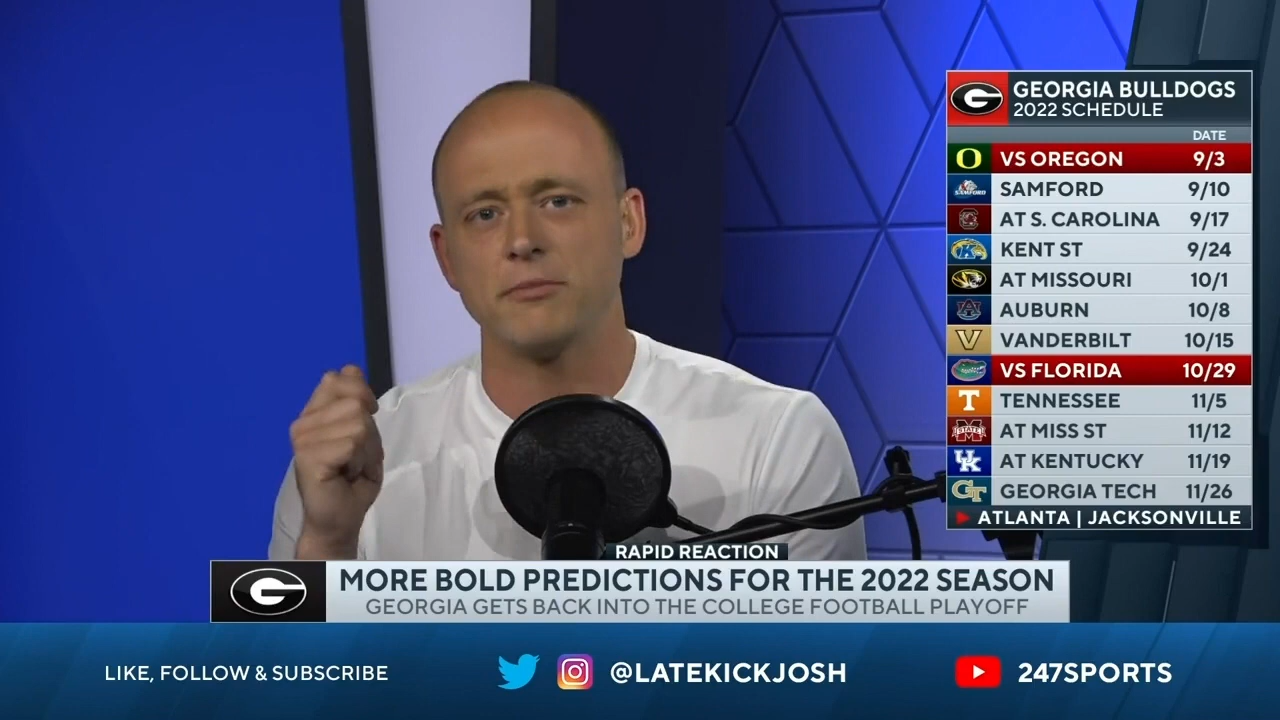 GEORGIA BULLDOGS
2022 SCHEDULE
DATE
VS OREGON 9/3
SAMFORD 9/10
AT S. CAROLINA 9/17
KENT ST 9/24
AT MISSOURI 10/1
AUBURN 10/8
VANDERBILT 10/15
VS FLORIDA 10/29
TENNESSEE 11/5
AT MISS ST 11/12
AT KENTUCKY 11/19
GEORGIA TECH 11/26
ATLANTA | JACKSONVILLE
RAPID REACTION
MORE BOLD PREDICTIONS FOR THE 2022 SEASON
GEORGIA GETS BACK INTO THE COLLEGE FOOTBALL PLAYOFF
LIKE, FOLLOW & SUBSCRIBE @LATEKICKJOSH 247SPORTS